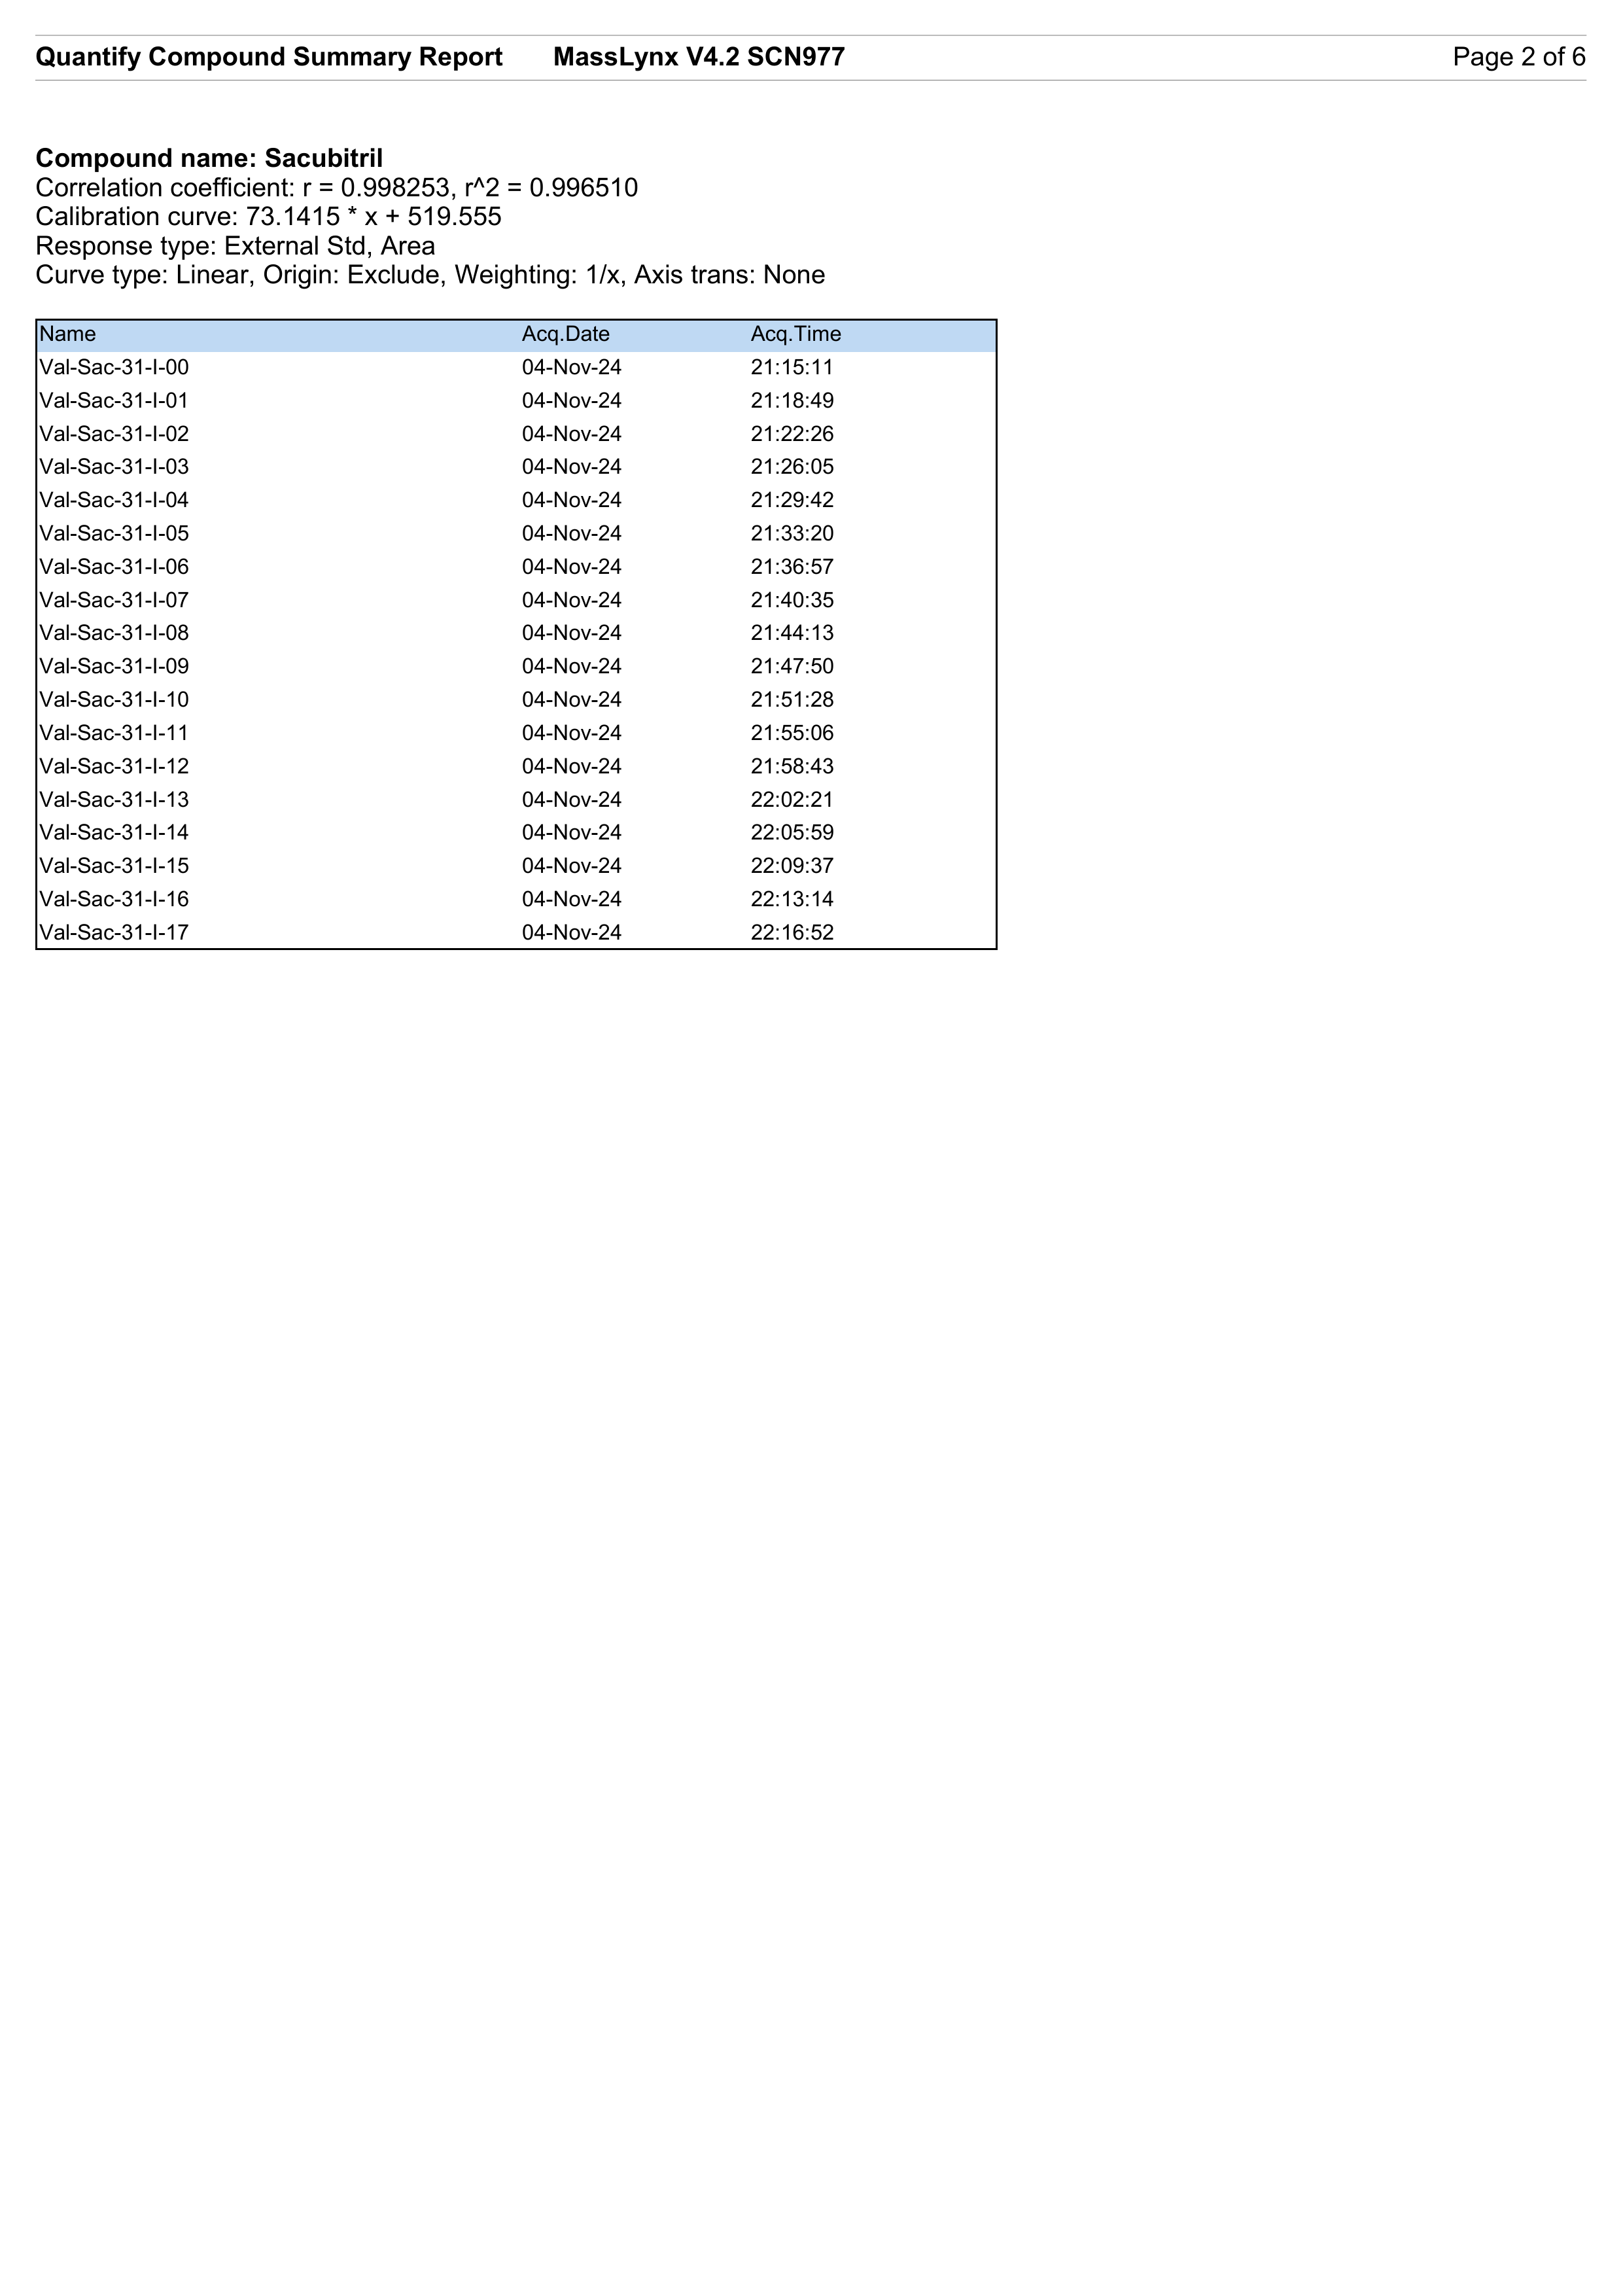 Quantify Compound Summary Report MassLynx V4.2 SCN977 Page 2 of 6
Compound name: Sacubitril
Correlation coefficient: r = 0.998253, r^2 = 0.996510
Calibration curve: 73.1415 * x + 519.555
Response type: External Std, Area
Curve type: Linear, Origin: Exclude, Weighting: 1/x, Axis trans: None
Name Acq.Date Acq.Time
Val-Sac-31-I-00 04-Nov-24 21:15:11
Val-Sac-31-I-01 04-Nov-24 21:18:49
Val-Sac-31-I-02 04-Nov-24 21:22:26
Val-Sac-31-I-03 04-Nov-24 21:26:05
Val-Sac-31-I-04 04-Nov-24 21:29:42
Val-Sac-31-I-05 04-Nov-24 21:33:20
Val-Sac-31-I-06 04-Nov-24 21:36:57
Val-Sac-31-I-07 04-Nov-24 21:40:35
Val-Sac-31-I-08 04-Nov-24 21:44:13
Val-Sac-31-I-09 04-Nov-24 21:47:50
Val-Sac-31-I-10 04-Nov-24 21:51:28
Val-Sac-31-I-11 04-Nov-24 21:55:06
Val-Sac-31-I-12 04-Nov-24 21:58:43
Val-Sac-31-I-13 04-Nov-24 22:02:21
Val-Sac-31-I-14 04-Nov-24 22:05:59
Val-Sac-31-I-15 04-Nov-24 22:09:37
Val-Sac-31-I-16 04-Nov-24 22:13:14
Val-Sac-31-I-17 04-Nov-24 22:16:52